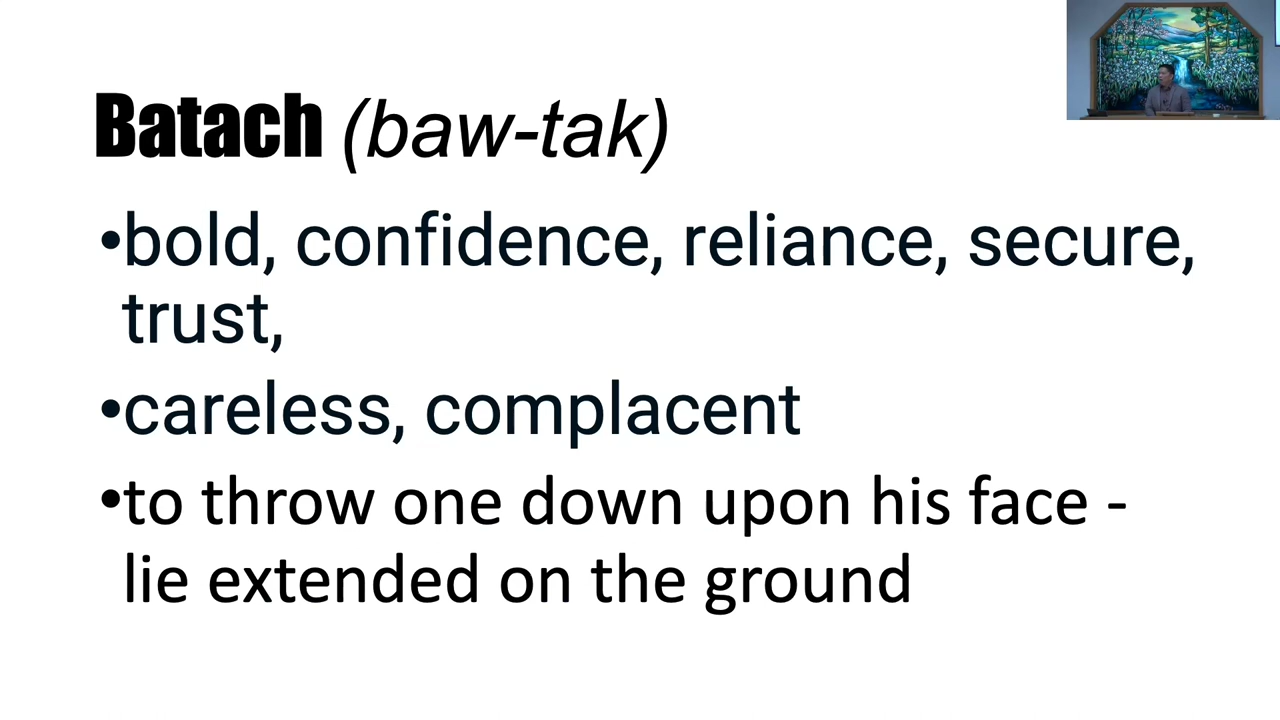 Batach (baw-tak)
•bold, confidence, reliance, secure,
trust,
•careless, complacent
•to throw one down upon his face -
lie extended on the ground